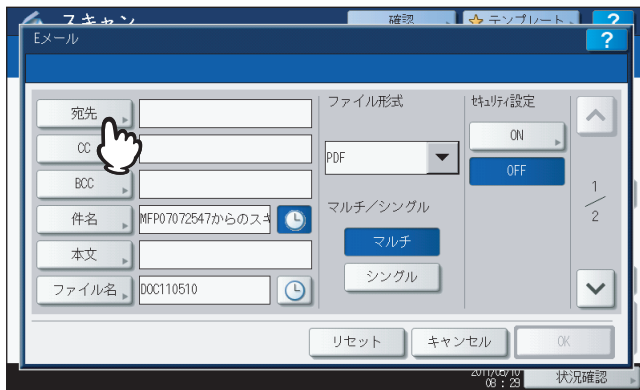 スキャン 確認 テンプレート ?
Eメール ?
宛先
CC
BCC
件名 MFP07072547からのスキ
本文
ファイル名 DOC110510
ファイル形式
PDF
マルチ/シングル
マルチ
シングル
セキュリティ設定
ON
OFF
1/2
リセット キャンセル OK
2011/08/10
08:29 状況確認